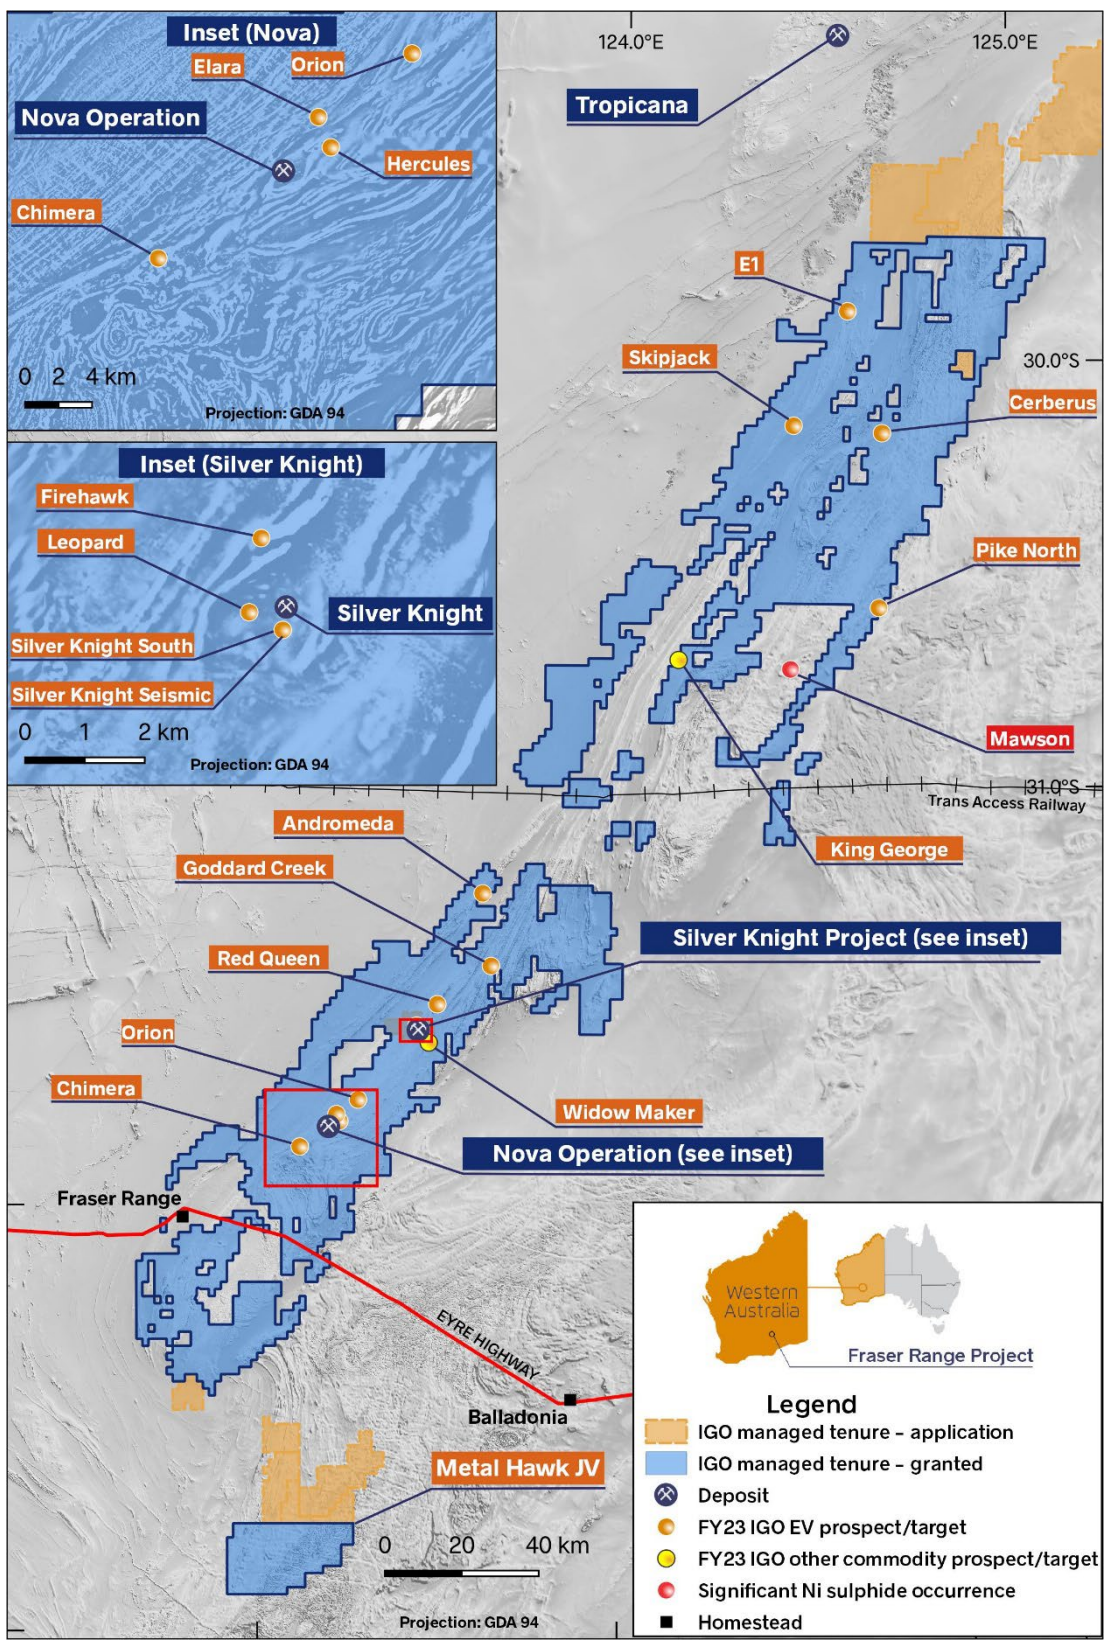 Inset (Nova)
Elara
Orion
Nova Operation
Hercules
Chimera
0 2 4 km
Projection: GDA 94
Inset (Silver Knight)
Firehawk
Leopard
Silver Knight
Silver Knight South
Silver Knight Seismic
0 1 2 km
Projection: GDA 94
124.0°E
125.0°E
Tropicana
E1
30.0°S
Skipjack
Cerberus
Pike North
Mawson
31.0°S
Trans Access Railway
King George
Andromeda
Goddard Creek
Silver Knight Project (see inset)
Red Queen
Orion
Chimera
Widow Maker
Nova Operation (see inset)
Fraser Range
EYRE HIGHWAY
Balladonia
Metal Hawk JV
0 20 40 km
Projection: GDA 94
Western
Australia
Fraser Range Project
Legend
IGO managed tenure – application
IGO managed tenure – granted
Deposit
FY23 IGO EV prospect/target
FY23 IGO other commodity prospect/target
Significant Ni sulphide occurrence
Homestead